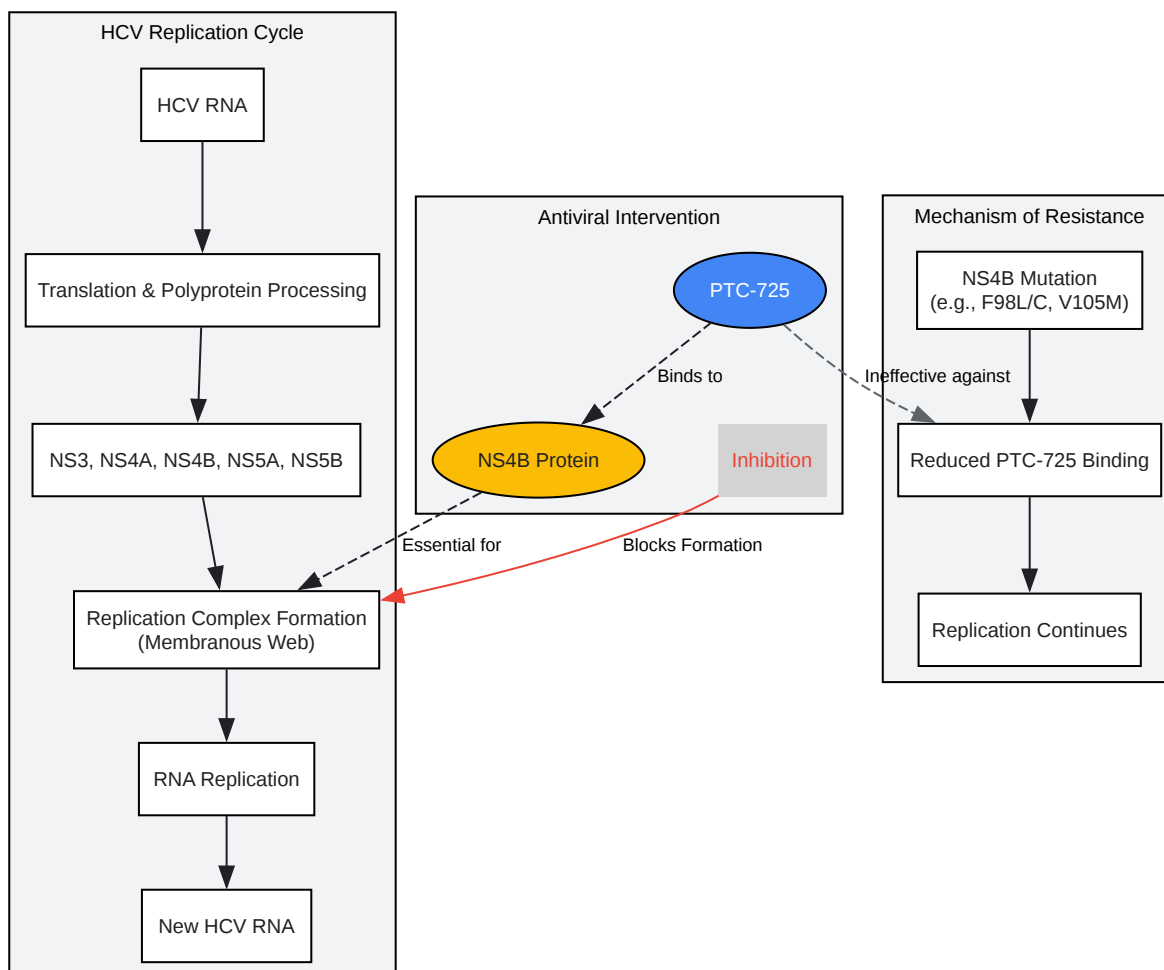 HCV Replication Cycle
HCV RNA
Translation & Polyprotein Processing
NS3, NS4A, NS4B, NS5A, NS5B
Replication Complex Formation
(Membranous Web)
RNA Replication
New HCV RNA
Antiviral Intervention
PTC-725
Binds to
NS4B Protein
Inhibition
Essential for
Blocks Formation
Ineffective against
Mechanism of Resistance
NS4B Mutation
(e.g., F98L/C, V105M)
Reduced PTC-725 Binding
Replication Continues